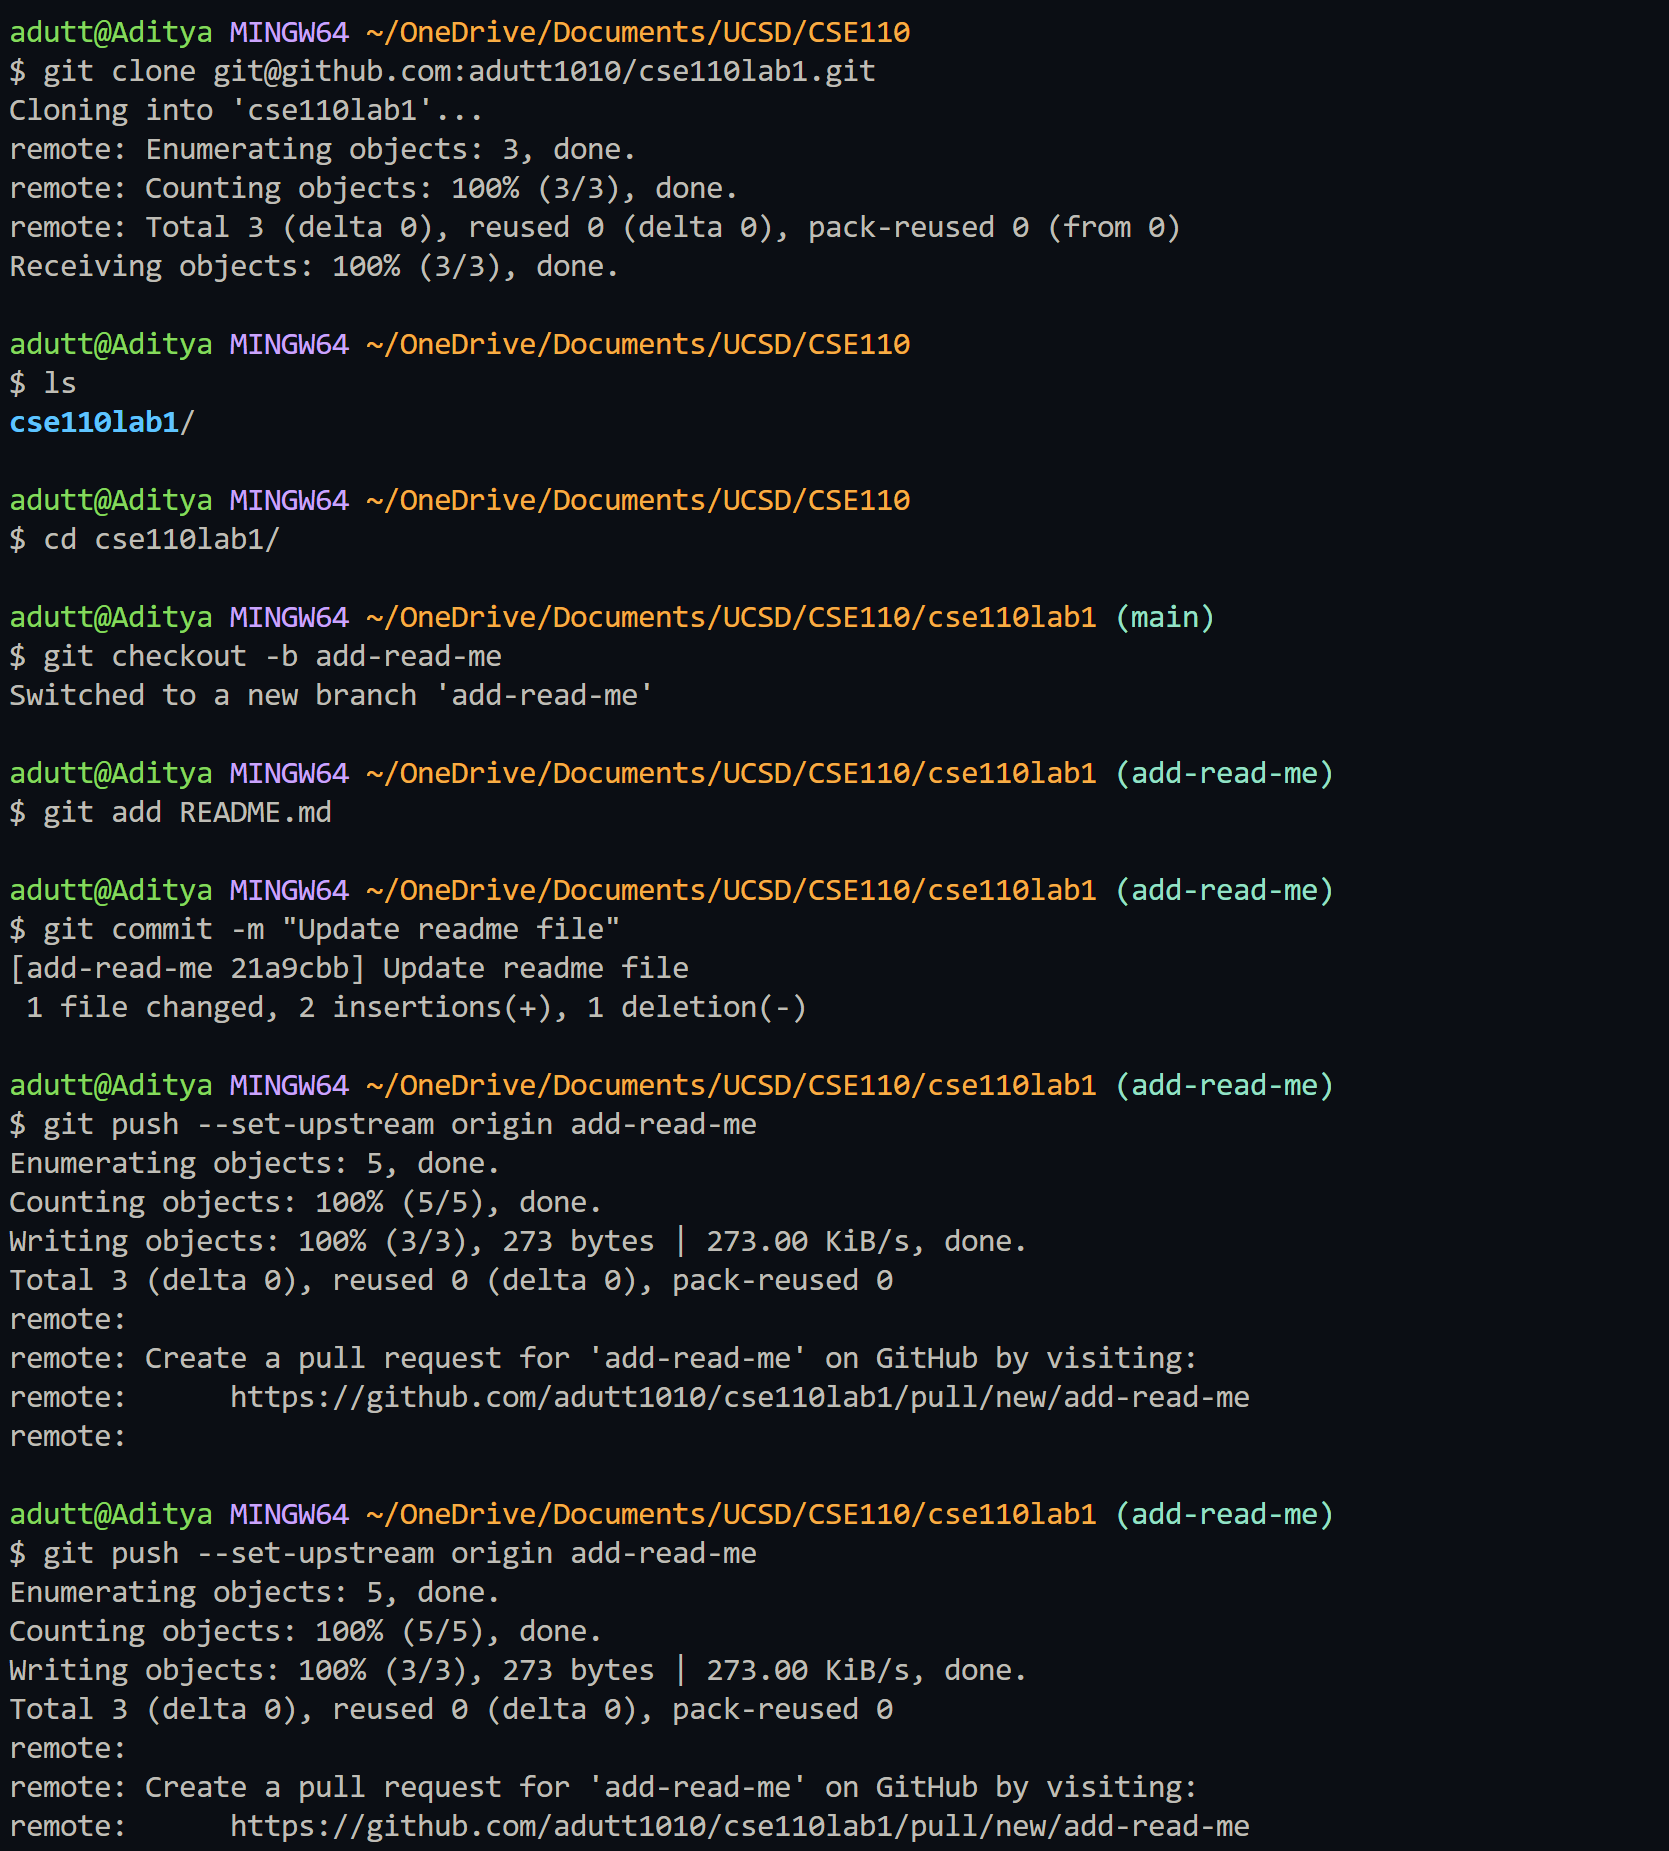 adutt@Aditya MINGW64 ~/OneDrive/Documents/UCSD/CSE110
$ git clone git@github.com:adutt1010/cse110lab1.git
Cloning into 'cse110lab1'...
remote: Enumerating objects: 3, done.
remote: Counting objects: 100% (3/3), done.
remote: Total 3 (delta 0), reused 0 (delta 0), pack-reused 0 (from 0)
Receiving objects: 100% (3/3), done.

adutt@Aditya MINGW64 ~/OneDrive/Documents/UCSD/CSE110
$ ls
cse110lab1/

adutt@Aditya MINGW64 ~/OneDrive/Documents/UCSD/CSE110
$ cd cse110lab1/

adutt@Aditya MINGW64 ~/OneDrive/Documents/UCSD/CSE110/cse110lab1 (main)
$ git checkout -b add-read-me
Switched to a new branch 'add-read-me'

adutt@Aditya MINGW64 ~/OneDrive/Documents/UCSD/CSE110/cse110lab1 (add-read-me)
$ git add README.md

adutt@Aditya MINGW64 ~/OneDrive/Documents/UCSD/CSE110/cse110lab1 (add-read-me)
$ git commit -m "Update readme file"
[add-read-me 21a9cbb] Update readme file
 1 file changed, 2 insertions(+), 1 deletion(-)

adutt@Aditya MINGW64 ~/OneDrive/Documents/UCSD/CSE110/cse110lab1 (add-read-me)
$ git push --set-upstream origin add-read-me
Enumerating objects: 5, done.
Counting objects: 100% (5/5), done.
Writing objects: 100% (3/3), 273 bytes | 273.00 KiB/s, done.
Total 3 (delta 0), reused 0 (delta 0), pack-reused 0
remote:
remote: Create a pull request for 'add-read-me' on GitHub by visiting:
remote:      https://github.com/adutt1010/cse110lab1/pull/new/add-read-me
remote:

adutt@Aditya MINGW64 ~/OneDrive/Documents/UCSD/CSE110/cse110lab1 (add-read-me)
$ git push --set-upstream origin add-read-me
Enumerating objects: 5, done.
Counting objects: 100% (5/5), done.
Writing objects: 100% (3/3), 273 bytes | 273.00 KiB/s, done.
Total 3 (delta 0), reused 0 (delta 0), pack-reused 0
remote:
remote: Create a pull request for 'add-read-me' on GitHub by visiting:
remote:      https://github.com/adutt1010/cse110lab1/pull/new/add-read-me